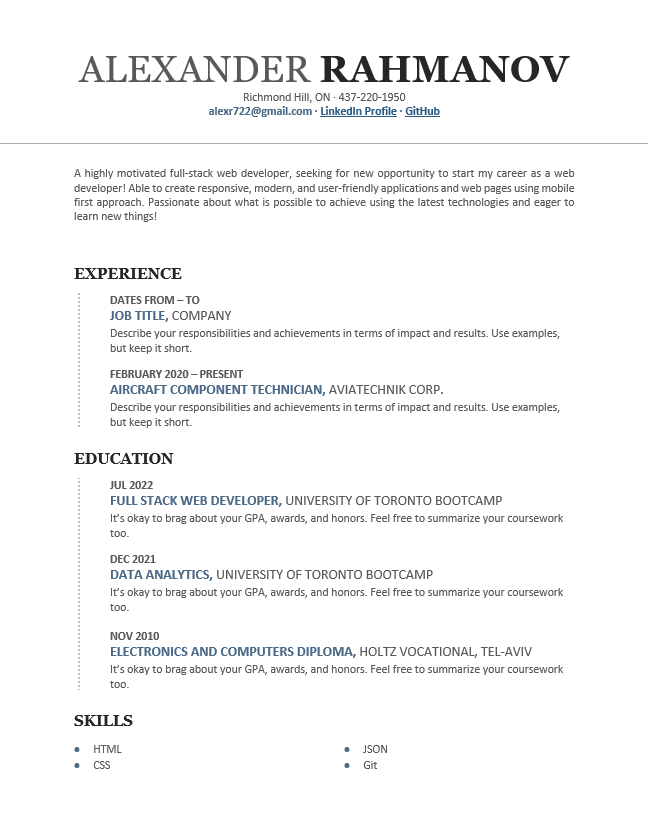 ALEXANDER RAHMANOV
Richmond Hill, ON · 437-220-1950
alexr722@gmail.com · LinkedIn Profile · GitHub
A highly motivated full-stack web developer, seeking for new opportunity to start my career as a web
developer! Able to create responsive, modern, and user-friendly applications and web pages using mobile
first approach. Passionate about what is possible to achieve using the latest technologies and eager to
learn new things!
EXPERIENCE
DATES FROM – TO
JOB TITLE, COMPANY
Describe your responsibilities and achievements in terms of impact and results. Use examples,
but keep it short.
FEBRUARY 2020 – PRESENT
AIRCRAFT COMPONENT TECHNICIAN, AVIATECHNIK CORP.
Describe your responsibilities and achievements in terms of impact and results. Use examples,
but keep it short.
EDUCATION
JUL 2022
FULL STACK WEB DEVELOPER, UNIVERSITY OF TORONTO BOOTCAMP
It's okay to brag about your GPA, awards, and honors. Feel free to summarize your coursework
too.
DEC 2021
DATA ANALYTICS, UNIVERSITY OF TORONTO BOOTCAMP
It's okay to brag about your GPA, awards, and honors. Feel free to summarize your coursework
too.
NOV 2010
ELECTRONICS AND COMPUTERS DIPLOMA, HOLTZ VOCATIONAL, TEL-AVIV
It's okay to brag about your GPA, awards, and honors. Feel free to summarize your coursework
too.
SKILLS
● HTML
● CSS
● JSON
● Git